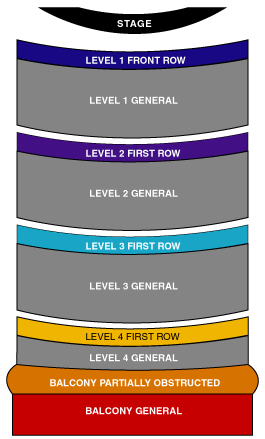 STAGE
LEVEL 1 FRONT ROW
LEVEL 1 GENERAL
LEVEL 2 FIRST ROW
LEVEL 2 GENERAL
LEVEL 3 FIRST ROW
LEVEL 3 GENERAL
LEVEL 4 FIRST ROW
LEVEL 4 GENERAL
BALCONY PARTIALLY OBSTRUCTED
BALCONY GENERAL